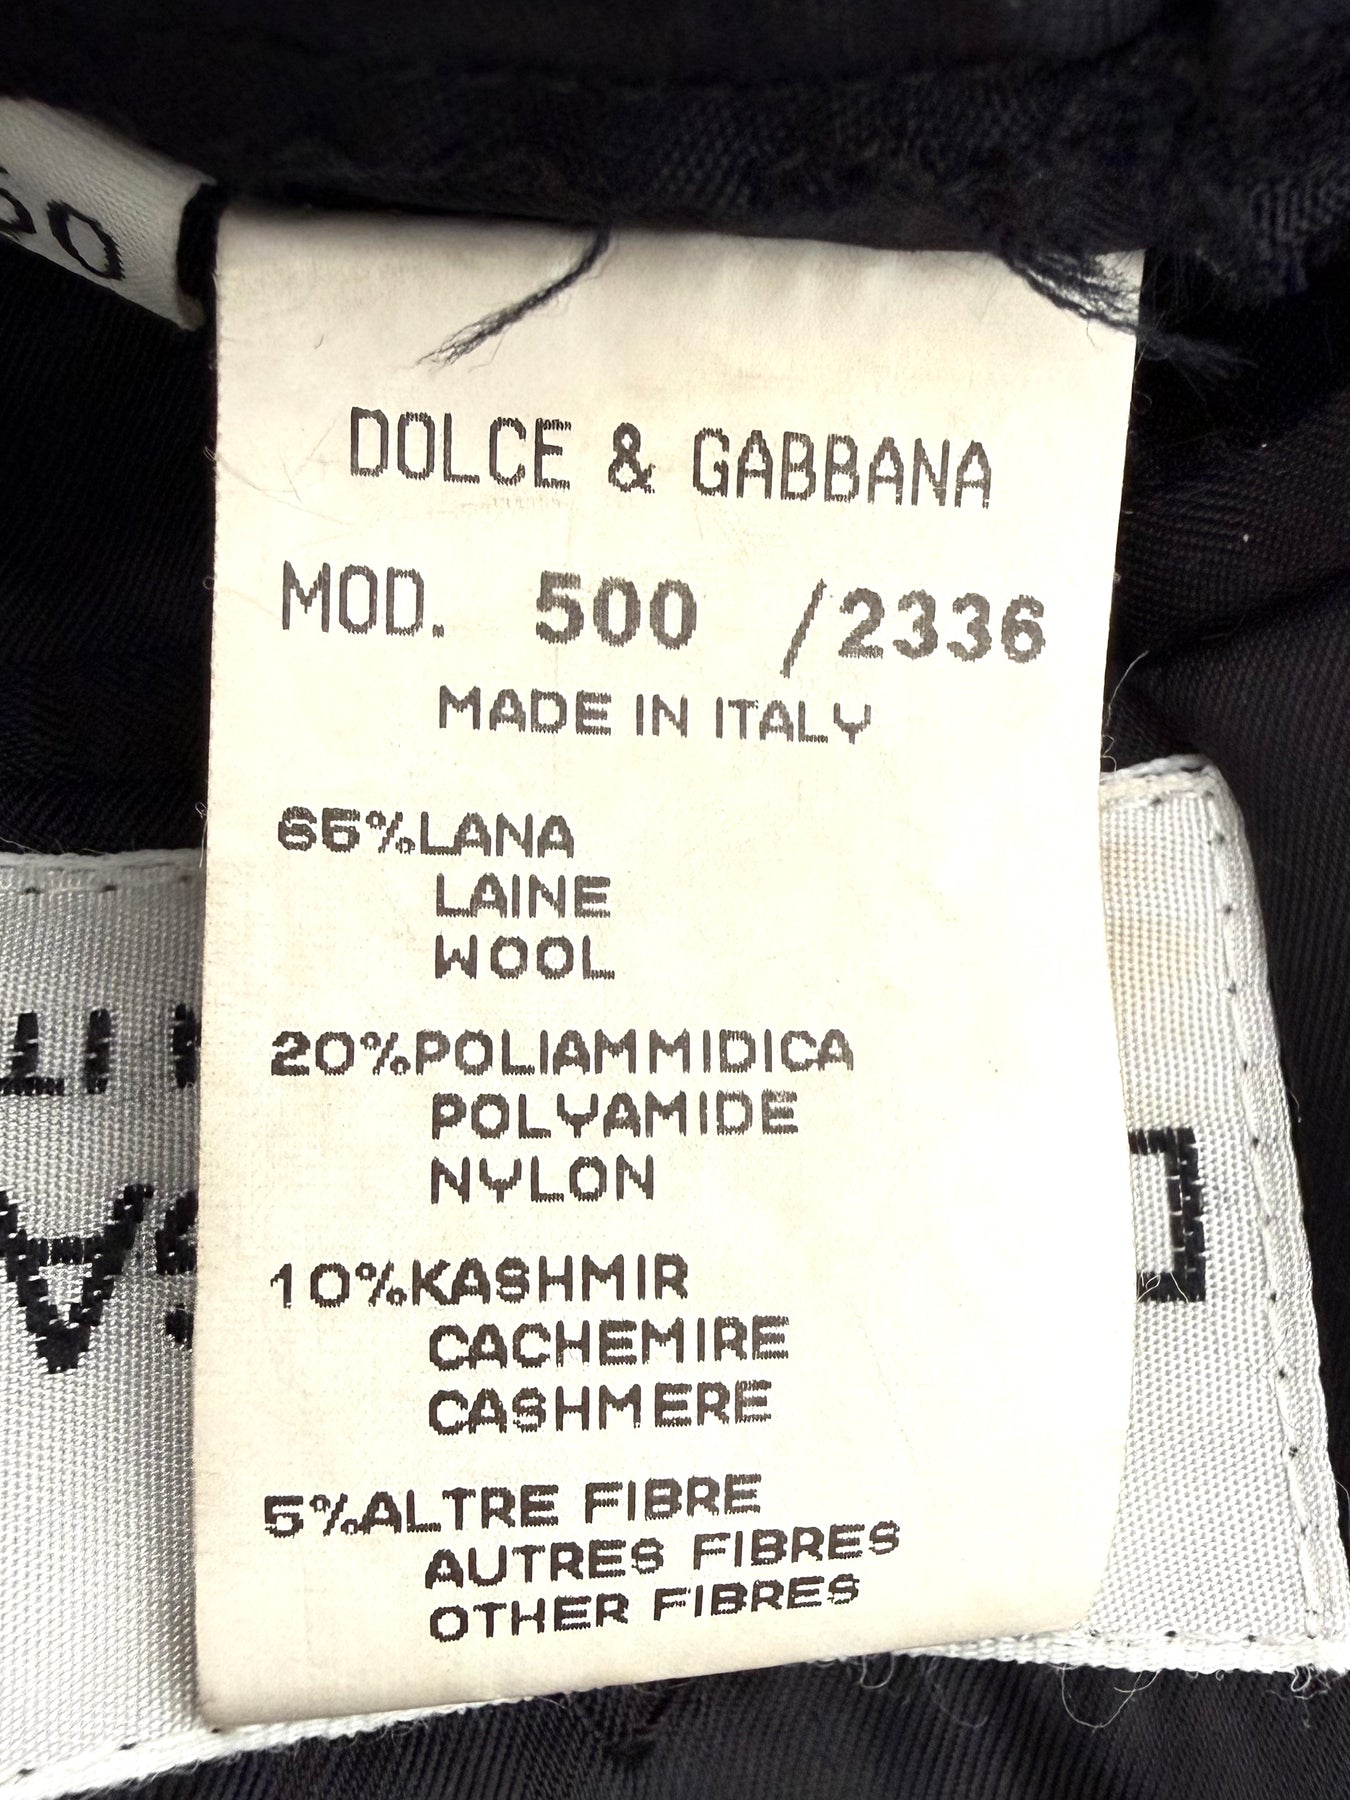 DOLCE & GABBANA
MOD. 500 /2336
MADE IN ITALY
65%LANA
LAINE
WOOL
20%POLIAMMIDICA
POLYAMIDE
NYLON
10%KASHMIR
CACHEMIRE
CASHMERE
5%ALTRE FIBRE
AUTRES FIBRES
OTHER FIBRES